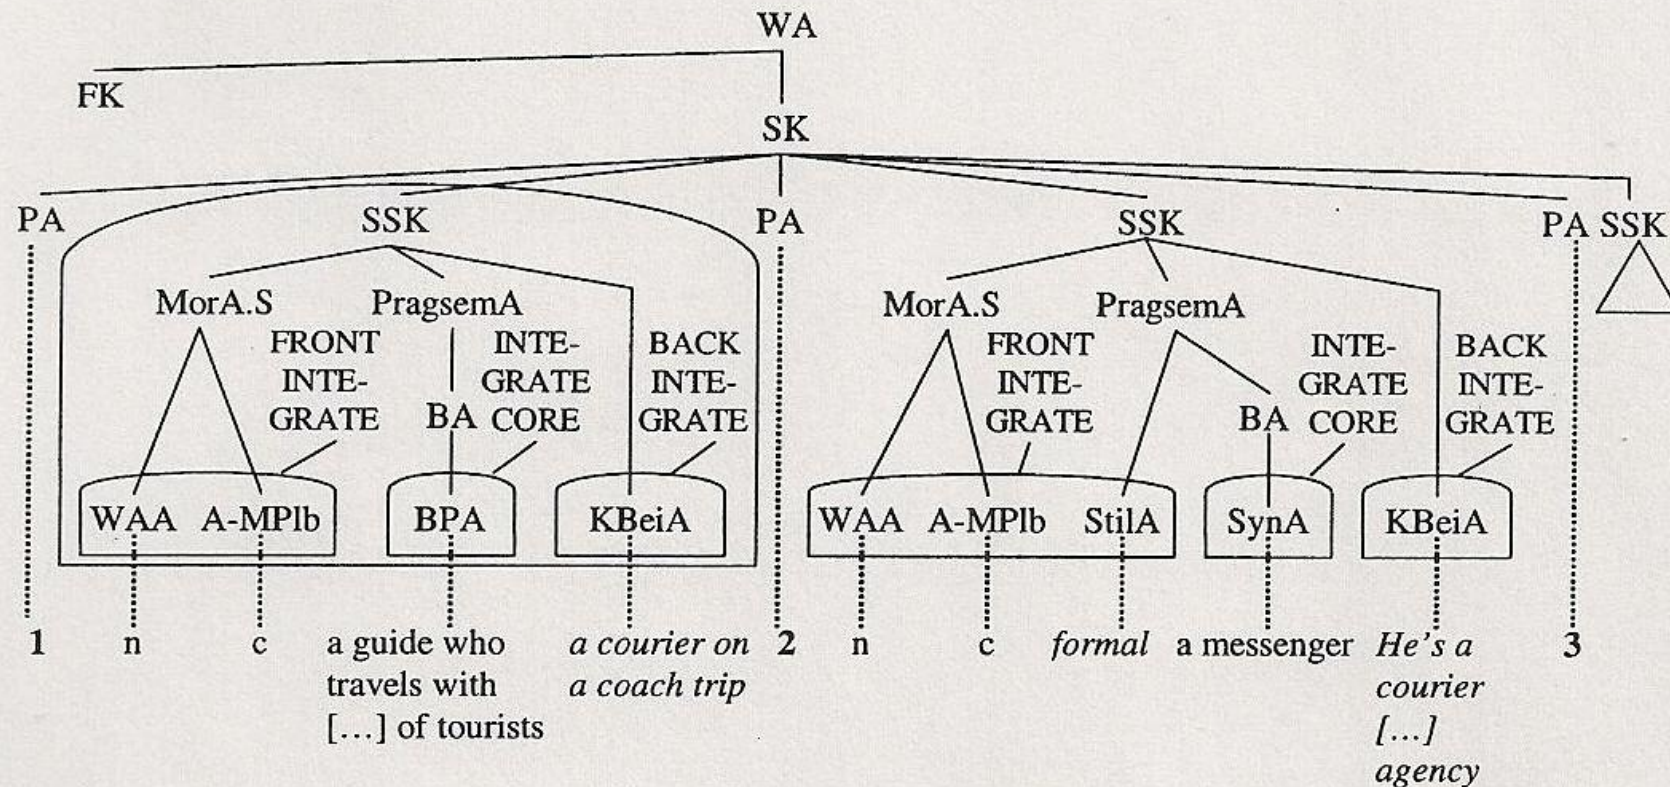 WA
FK
SK
PA SSK PA SSK PA SSK
MorA.S PragsemA MorA.S PragsemA
FRONT INTE- BACK FRONT INTE- BACK
INTE- GRATE INTE- INTE- GRATE INTE-
GRATE BA CORE GRATE GRATE BA CORE GRATE
WAA A-MPlb BPA KBeiA WAA A-MPlb StilA SynA KBeiA
1 n c a guide who a courier on 2 n c formal a messenger He's a 3
travels with a coach trip courier
[...] of tourists [...]
agency